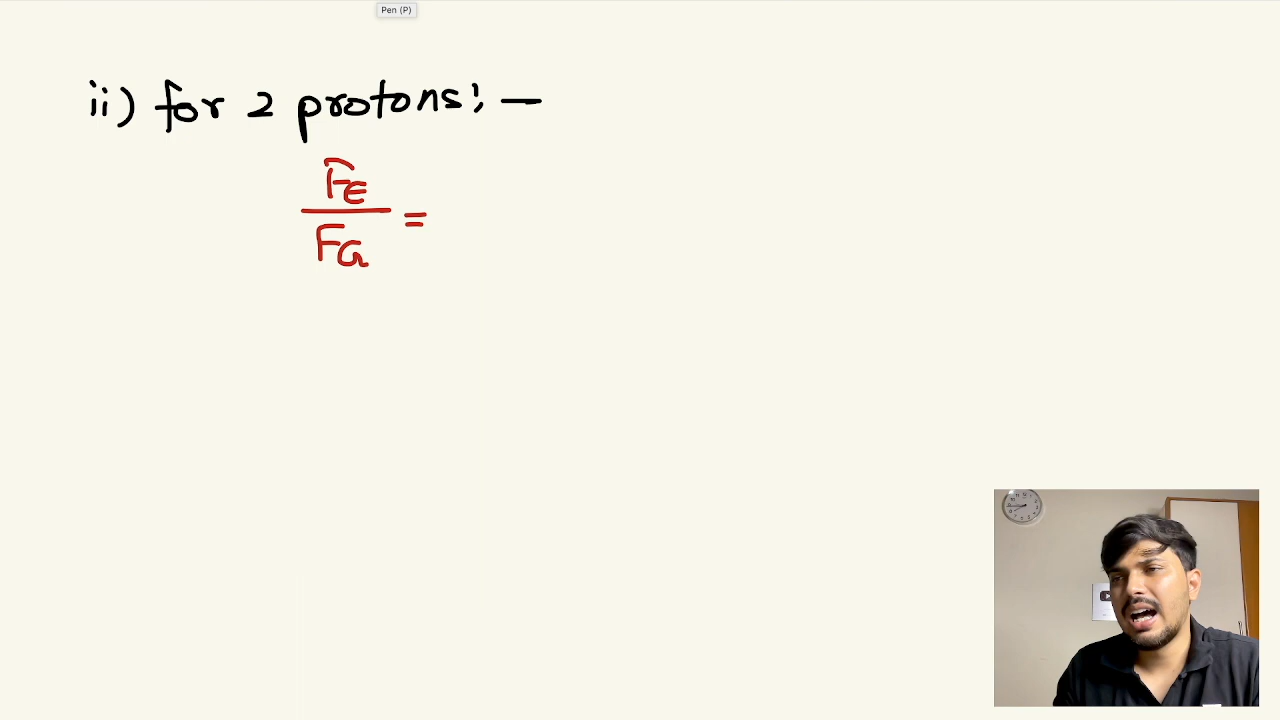 Pen (P)
ii) for 2 protons: —
FE
FG
=